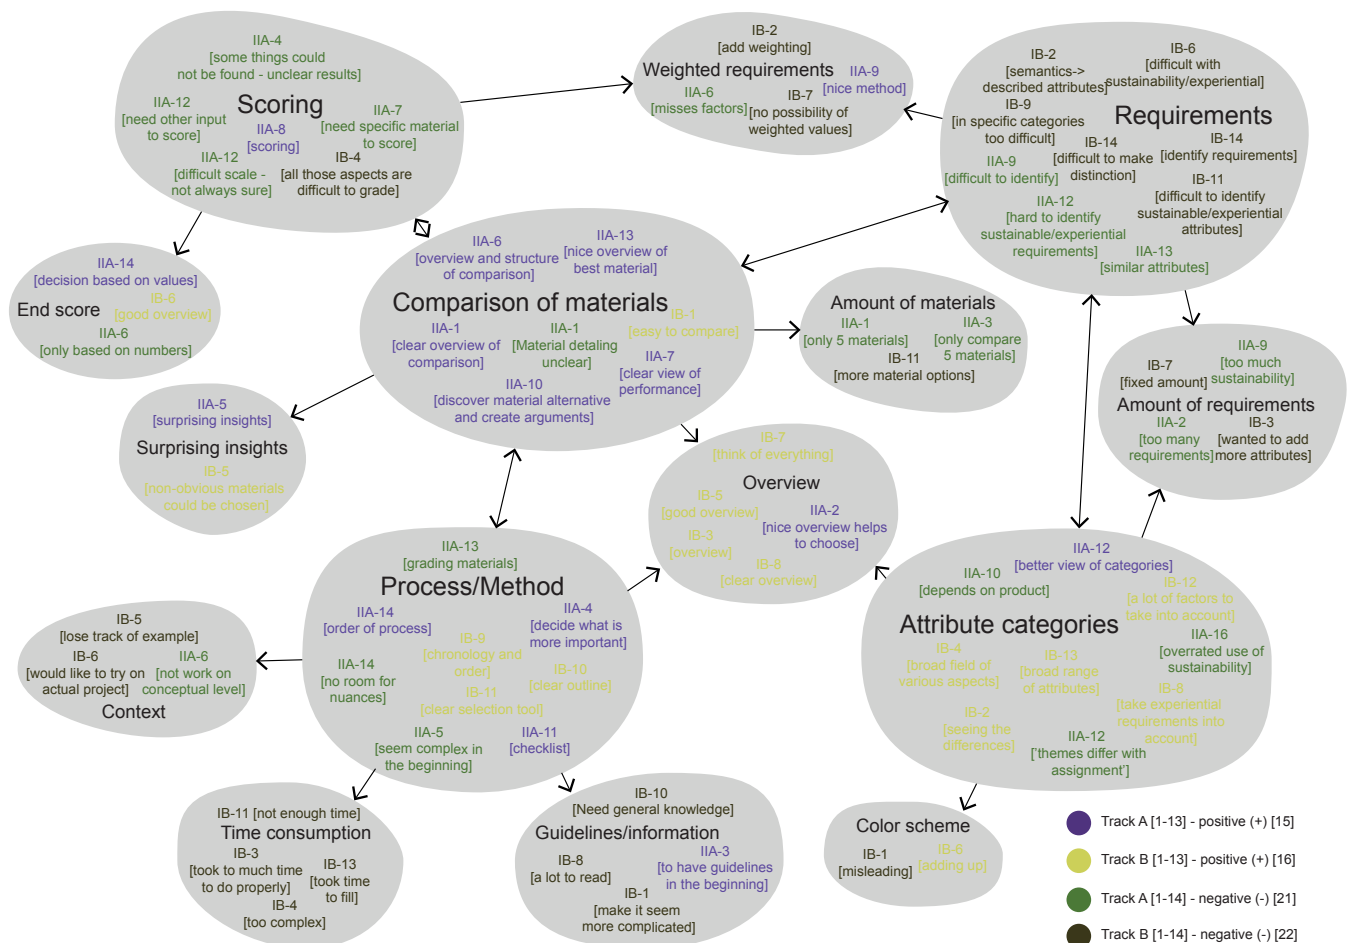 IIA-4
[some things could
not be found - unclear results]
Scoring
IIA-12
[need other input
to score]
IIA-8
[scoring]
IIA-7
[need specific material
to score]
IIA-12
[difficult scale -
not always sure]
IB-4
[all those aspects are
difficult to grade]
IB-2
[add weighting]
Weighted requirements
IIA-9
[nice method]
IIA-6
[misses factors]
IB-7
[no possibility of
weighted values]
IB-2
[semantics->
described attributes]
IB-6
[difficult with
sustainability/experiential]
Requirements
IB-9
[in specific categories
too difficult]
IB-14
[difficult to make
distinction]
IB-14
[identify requirements]
IIA-9
[difficult to identify]
IB-11
[difficult to identify
sustainable/experiential
attributes]
IIA-12
[hard to identify
sustainable/experiential
requirements]
IIA-13
[similar attributes]
IIA-14
[decision based on values]
End score
IB-6
[good overview]
IIA-6
[only based on numbers]
IIA-6
[overview and structure
of comparison]
IIA-13
[nice overview of
best material]
Comparison of materials
IB-1
[easy to compare]
IIA-1
[clear overview of
comparison]
IIA-1
[Material detaling
unclear]
IIA-7
[clear view of
performance]
IIA-10
[discover material alternative
and create arguments]
Amount of materials
IIA-1
[only 5 materials]
IIA-3
[only compare
5 materials]
IB-11
[more material options]
IB-7
[fixed amount]
IIA-9
[too much
sustainability]
Amount of requirements
IIA-2
[too many
requirements]
IB-3
[wanted to add
more attributes]
IIA-5
[surprising insights]
Surprising insights
IB-5
[non-obvious materials
could be chosen]
IB-7
[think of everything]
Overview
IB-5
[good overview]
IIA-2
[nice overview helps
to choose]
IB-3
[overview]
IB-8
[clear overview]
IIA-13
[grading materials]
Process/Method
IIA-14
[order of process]
IIA-4
[decide what is
more important]
IB-9
[chronology and
order]
IIA-14
[no room for
nuances]
IB-10
[clear outline]
IB-11
[clear selection tool]
IIA-5
[seem complex in
the beginning]
IIA-11
[checklist]
IIA-12
[better view of categories]
IIA-10
[depends on product]
IB-12
[a lot of factors to
take into account]
Attribute categories
IIA-16
[overrated use of
sustainability]
IB-4
[broad field of
various aspects]
IB-13
[broad range
of attributes]
IB-8
[take experiential
requirements into
account]
IB-2
[seeing the
differences]
IIA-12
['themes differ with
assignment']
IB-5
[lose track of example]
IB-6
[would like to try on
actual project]
IIA-6
[not work on
conceptual level]
Context
IB-11 [not enough time]
Time consumption
IB-3
[took to much time
to do properly]
IB-13
[took time
to fill]
IB-4
[too complex]
IB-10
[Need general knowledge]
Guidelines/information
IB-8
[a lot to read]
IIA-3
[to have guidelines
in the beginning]
IB-1
[make it seem
more complicated]
Color scheme
IB-1
[misleading]
IB-6
[adding up]
Track A [1-13] - positive (+) [15]
Track B [1-13] - positive (+) [16]
Track A [1-14] - negative (-) [21]
Track B [1-14] - negative (-) [22]